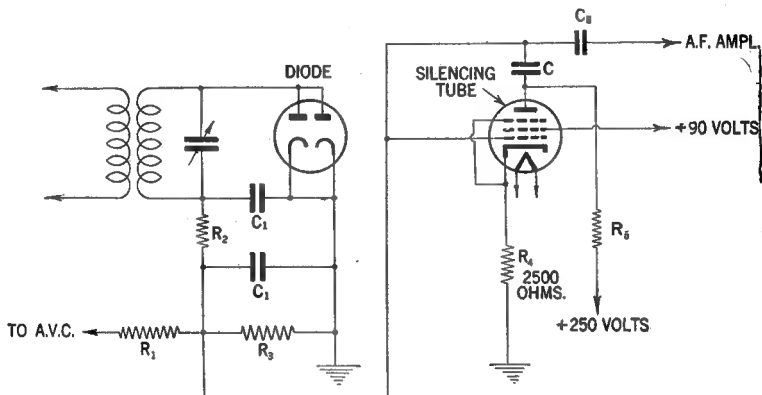 C₈
A.F. AMPL.
DIODE
SILENCING
TUBE
C
+90 VOLTS
C₁
R₂
R₅
R₄
2500
OHMS.
C₁
+250 VOLTS
TO A.V.C.
R₁
R₃